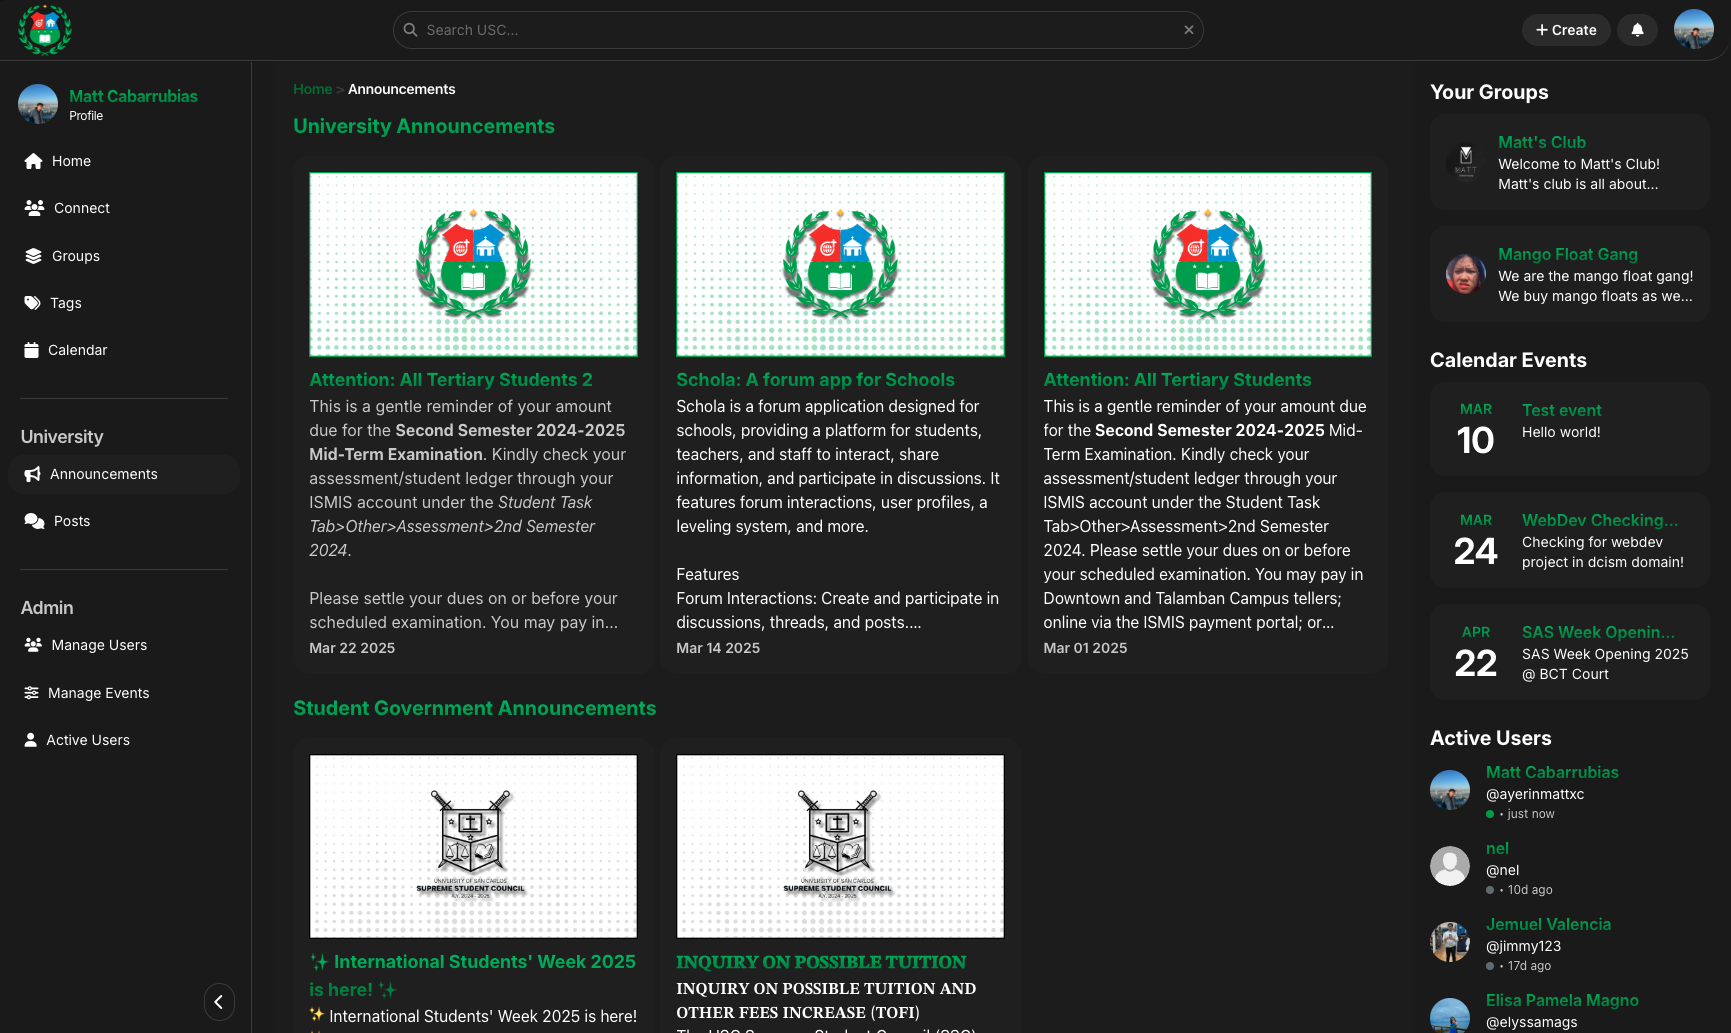 Search USC...
Create
Matt Cabarrubias
Profile
Home
Connect
Groups
Tags
Calendar
University
Announcements
Posts
Admin
Manage Users
Manage Events
Active Users
Home > Announcements
University Announcements
Attention: All Tertiary Students 2
This is a gentle reminder of your amount
due for the Second Semester 2024-2025
Mid-Term Examination. Kindly check your
assessment/student ledger through your
ISMIS account under the Student Task
Tab>Other>Assessment>2nd Semester
2024.
Please settle your dues on or before your
scheduled examination. You may pay in...
Mar 22 2025
Schola: A forum app for Schools
Schola is a forum application designed for
schools, providing a platform for students,
teachers, and staff to interact, share
information, and participate in discussions. It
features forum interactions, user profiles, a
leveling system, and more.
Features
Forum Interactions: Create and participate in
discussions, threads, and posts....
Mar 14 2025
Attention: All Tertiary Students
This is a gentle reminder of your amount due
for the Second Semester 2024-2025 Mid-
Term Examination. Kindly check your
assessment/student ledger through your
ISMIS account under the Student Task
Tab>Other>Assessment>2nd Semester
2024. Please settle your dues on or before
your scheduled examination. You may pay in
Downtown and Talamban Campus tellers;
online via the ISMIS payment portal; or...
Mar 01 2025
Student Government Announcements
UNIVERSITY OF SAN CARLOS
SUPREME STUDENT COUNCIL
A.Y. 2024 - 2025
✨ International Students' Week 2025
is here! ✨
✨ International Students' Week 2025 is here!
UNIVERSITY OF SAN CARLOS
SUPREME STUDENT COUNCIL
A.Y. 2024 - 2025
INQUIRY ON POSSIBLE TUITION
INQUIRY ON POSSIBLE TUITION AND
OTHER FEES INCREASE (TOFI)
The USC Supreme Student Council (SSC)
Your Groups
MATT
Matt's Club
Welcome to Matt's Club!
Matt's club is all about...
Mango Float Gang
We are the mango float gang!
We buy mango floats as we...
Calendar Events
MAR
10
Test event
Hello world!
MAR
24
WebDev Checking...
Checking for webdev
project in dcism domain!
APR
22
SAS Week Openin...
SAS Week Opening 2025
@ BCT Court
Active Users
Matt Cabarrubias
@ayerinmattxc
• just now
nel
@nel
• 10d ago
Jemuel Valencia
@jimmy123
• 17d ago
Elisa Pamela Magno
@elyssamags